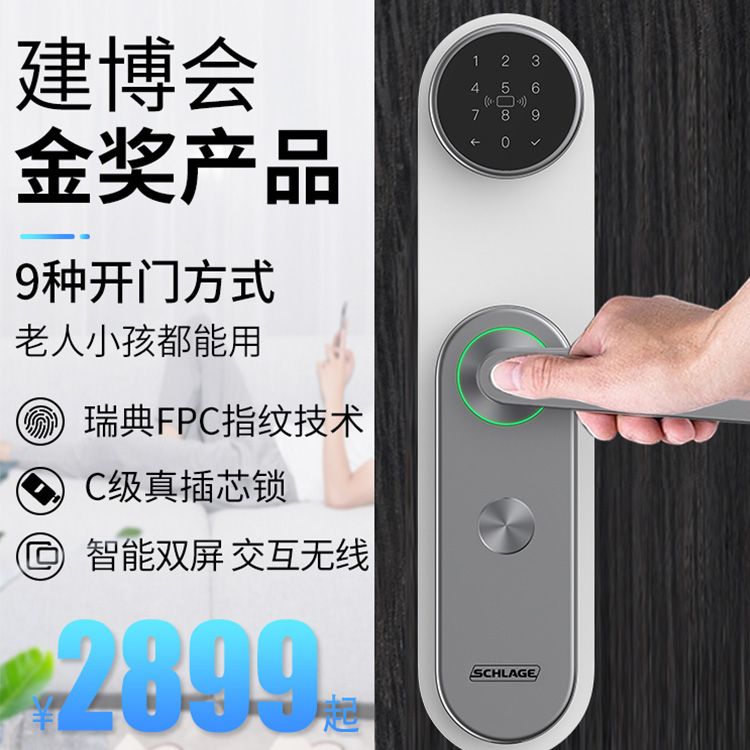 建博会
金奖产品
9种开门方式
老人小孩都能用
瑞典FPC指纹技术
C级真插芯锁
智能双屏 交互无线
¥2899起
1 2 3
4 5 6
7 8 9
← 0 ✓
SCHLAGE